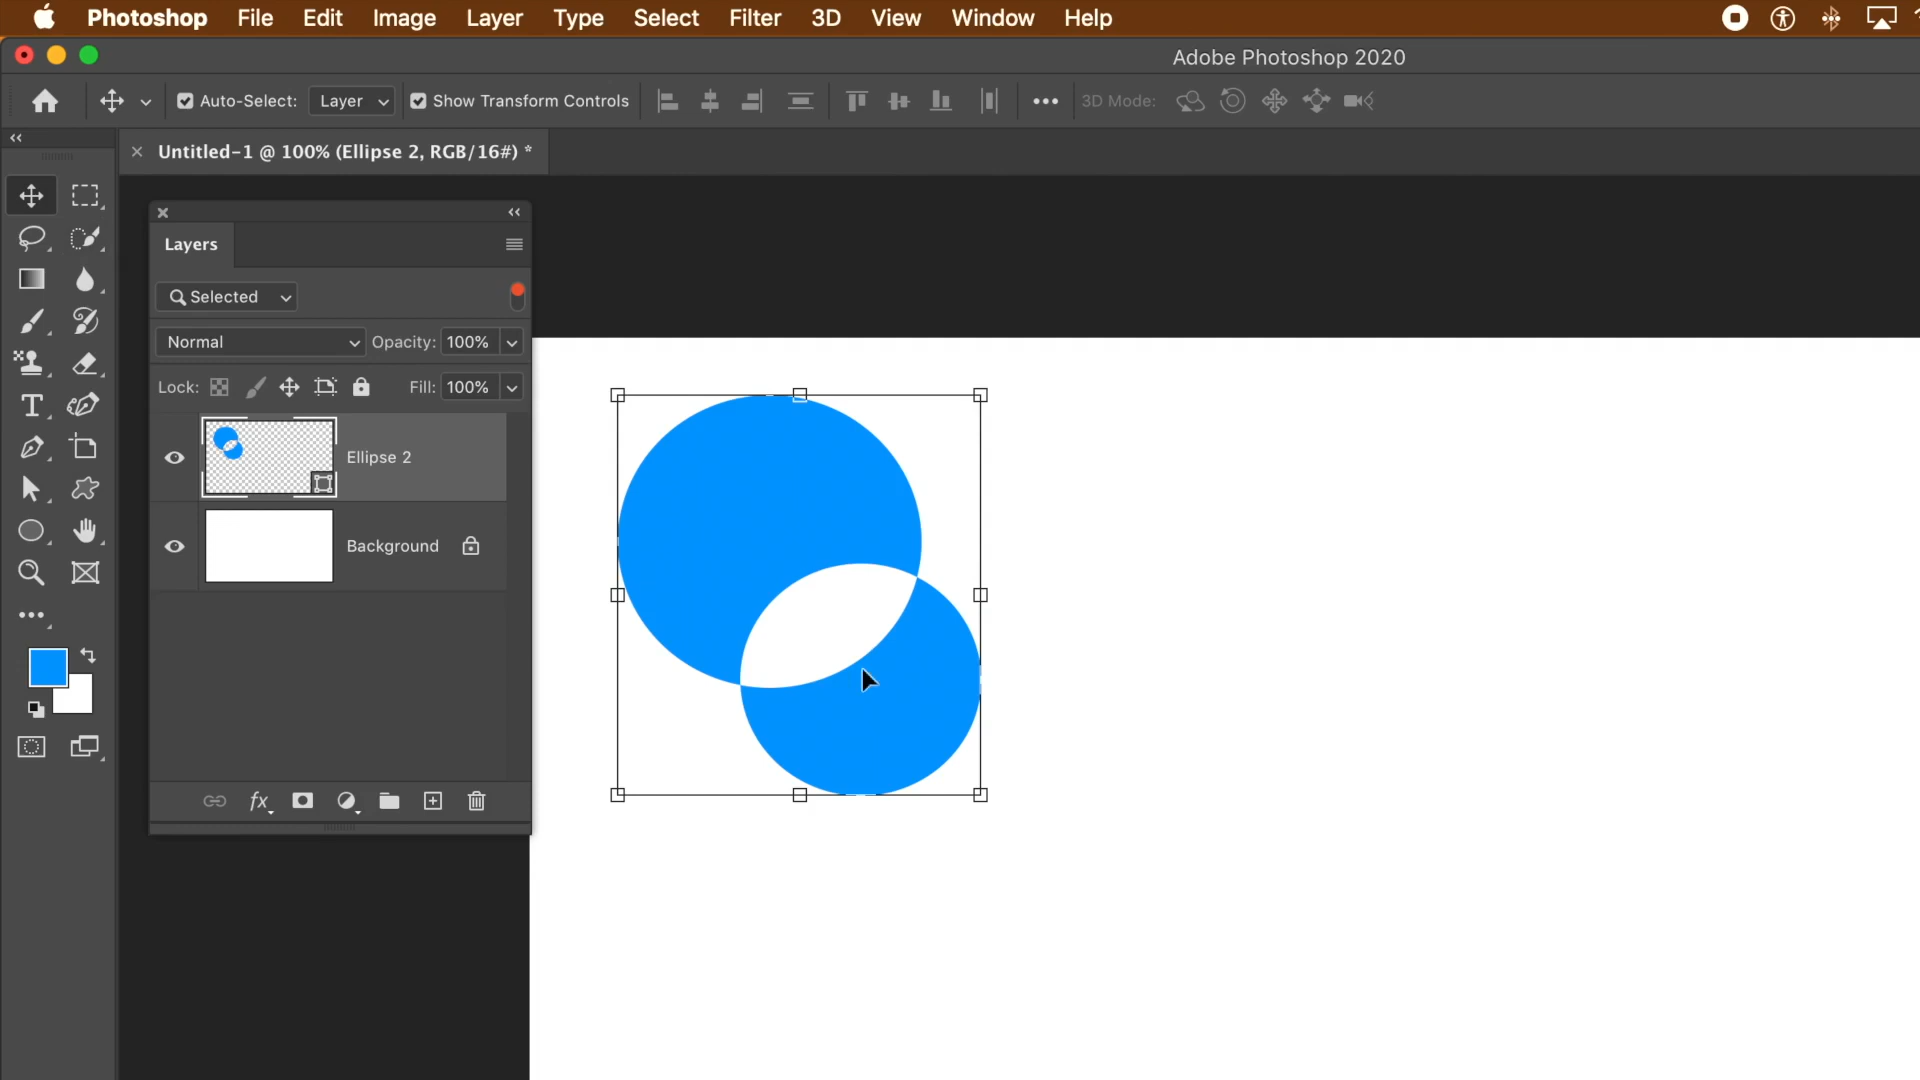 Photoshop File Edit Image Layer Type Select Filter 3D View Window Help
Adobe Photoshop 2020
Auto-Select: Layer Show Transform Controls 3D Mode:
Untitled-1 @ 100% (Ellipse 2, RGB/16#) *
Layers
Selected
Normal Opacity: 100%
Lock: Fill: 100%
Ellipse 2
Background